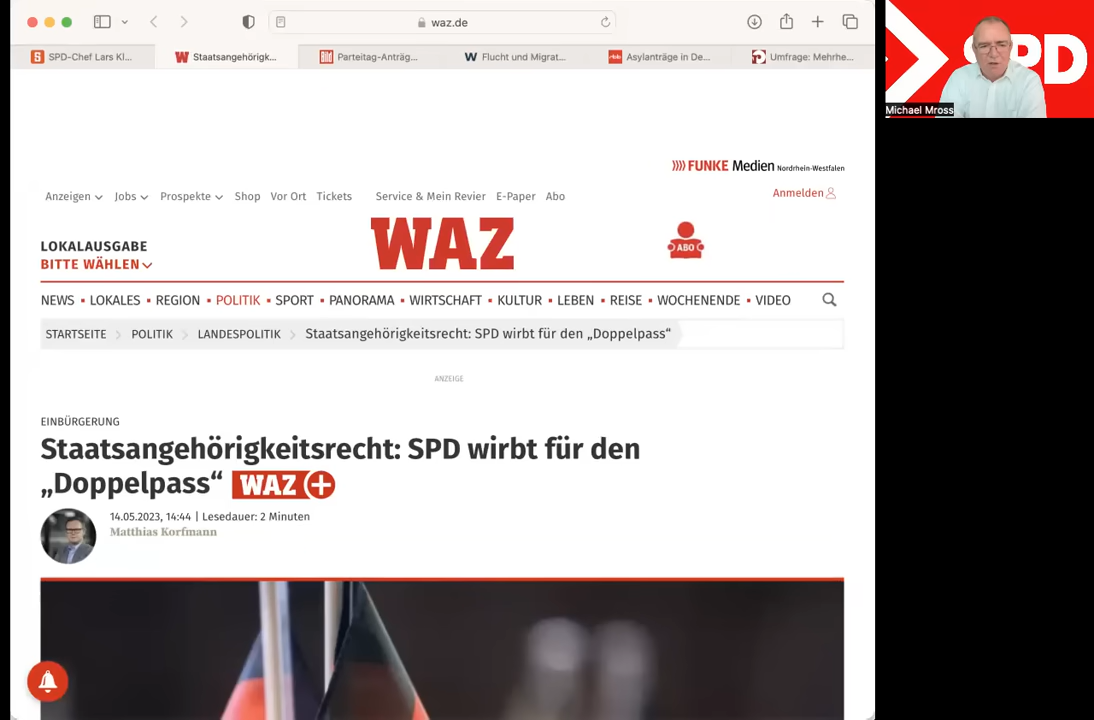 waz.de
SPD-Chef Lars Kl...
Staatsangehörigk...
Parteitag-Anträg...
Flucht und Migrat...
Asylanträge in De...
Umfrage: Mehrhe...
SPD
Michael Mross
FUNKE Medien Nordrhein-Westfalen
Anzeigen Jobs Prospekte Shop Vor Ort Tickets Service & Mein Revier E-Paper Abo
Anmelden
LOKALAUSGABE
BITTE WÄHLEN
WAZ
ABO
NEWS ▪ LOKALES ▪ REGION ▪ POLITIK ▪ SPORT ▪ PANORAMA ▪ WIRTSCHAFT ▪ KULTUR ▪ LEBEN ▪ REISE ▪ WOCHENENDE ▪ VIDEO
STARTSEITE POLITIK LANDESPOLITIK Staatsangehörigkeitsrecht: SPD wirbt für den „Doppelpass“
ANZEIGE
EINBÜRGERUNG
Staatsangehörigkeitsrecht: SPD wirbt für den
„Doppelpass“ WAZ+
14.05.2023, 14:44 | Lesedauer: 2 Minuten
Matthias Korfmann